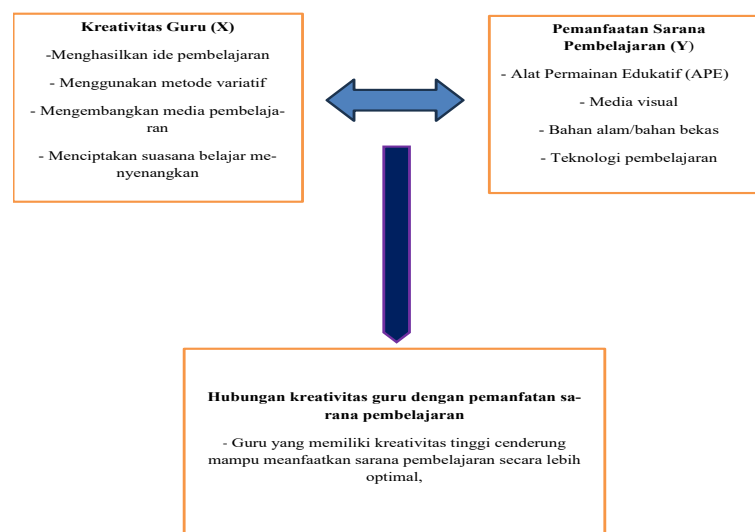 Kreativitas Guru (X)
-Menghasilkan ide pembelajaran
- Menggunakan metode variatif
- Mengembangkan media pembelaja-
ran
- Menciptakan suasana belajar me-
nyenangkan
Pemanfaatan Sarana
Pembelajaran (Y)
- Alat Permainan Edukatif (APE)
- Media visual
- Bahan alam/bahan bekas
- Teknologi pembelajaran
Hubungan kreativitas guru dengan pemanfatan sa-
rana pembelajaran
- Guru yang memiliki kreativitas tinggi cenderung
mampu meanfaatkan sarana pembelajaran secara lebih
optimal,